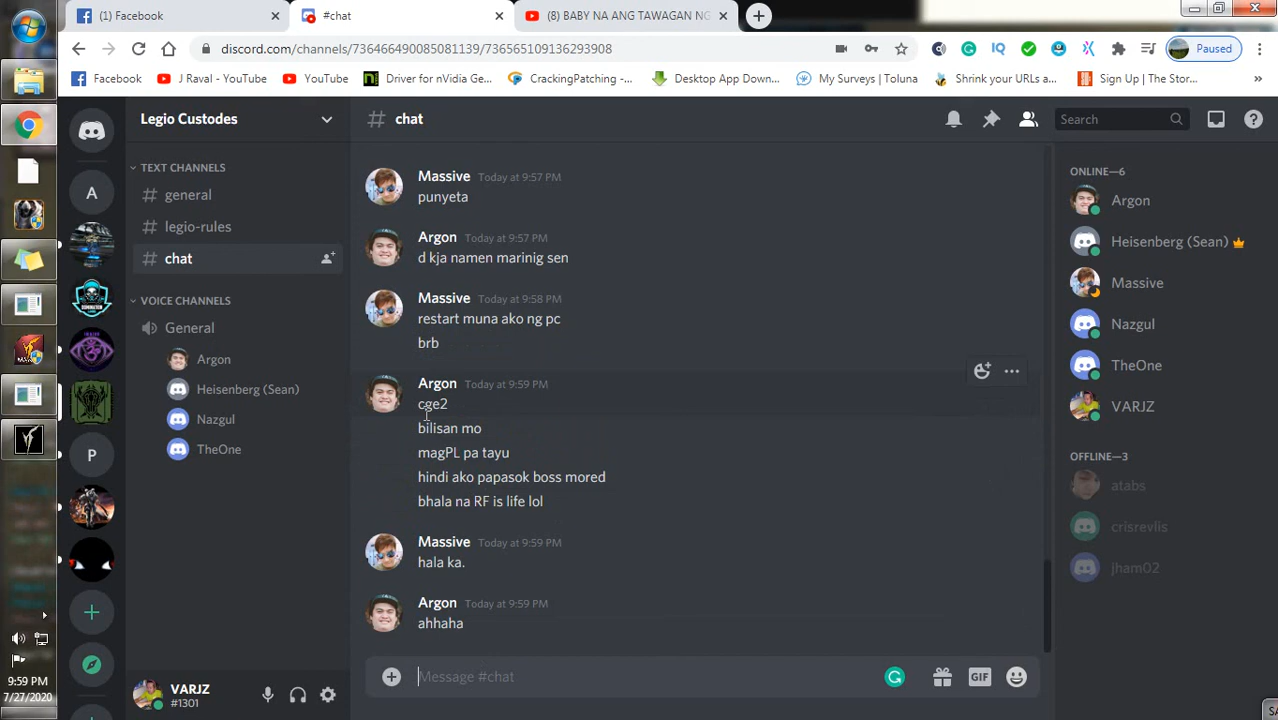 (1) Facebook
#chat
(8) BABY NA ANG TAWAGAN NG
discord.com/channels/736466490085081139/736565109136293908
Paused
Facebook
J Raval - YouTube
YouTube
Driver for nVidia Ge...
CrackingPatching -...
Desktop App Down...
My Surveys | Toluna
Shrink your URLs a...
Sign Up | The Stor...
Legio Custodes
# chat
Search
TEXT CHANNELS
# general
# legio-rules
# chat
VOICE CHANNELS
General
Argon
Heisenberg (Sean)
Nazgul
TheOne
A
P
Massive Today at 9:57 PM
punyeta
Argon Today at 9:57 PM
d kja namen marinig sen
Massive Today at 9:58 PM
restart muna ako ng pc
brb
Argon Today at 9:59 PM
cge2
bilisan mo
magPL pa tayu
hindi ako papasok boss mored
bhala na RF is life lol
Massive Today at 9:59 PM
hala ka.
Argon Today at 9:59 PM
ahhaha
Message #chat
GIF
ONLINE—6
Argon
Heisenberg (Sean)
Massive
Nazgul
TheOne
VARJZ
OFFLINE—3
atabs
crisrevlis
jham02
VARJZ
#1301
9:59 PM
7/27/2020